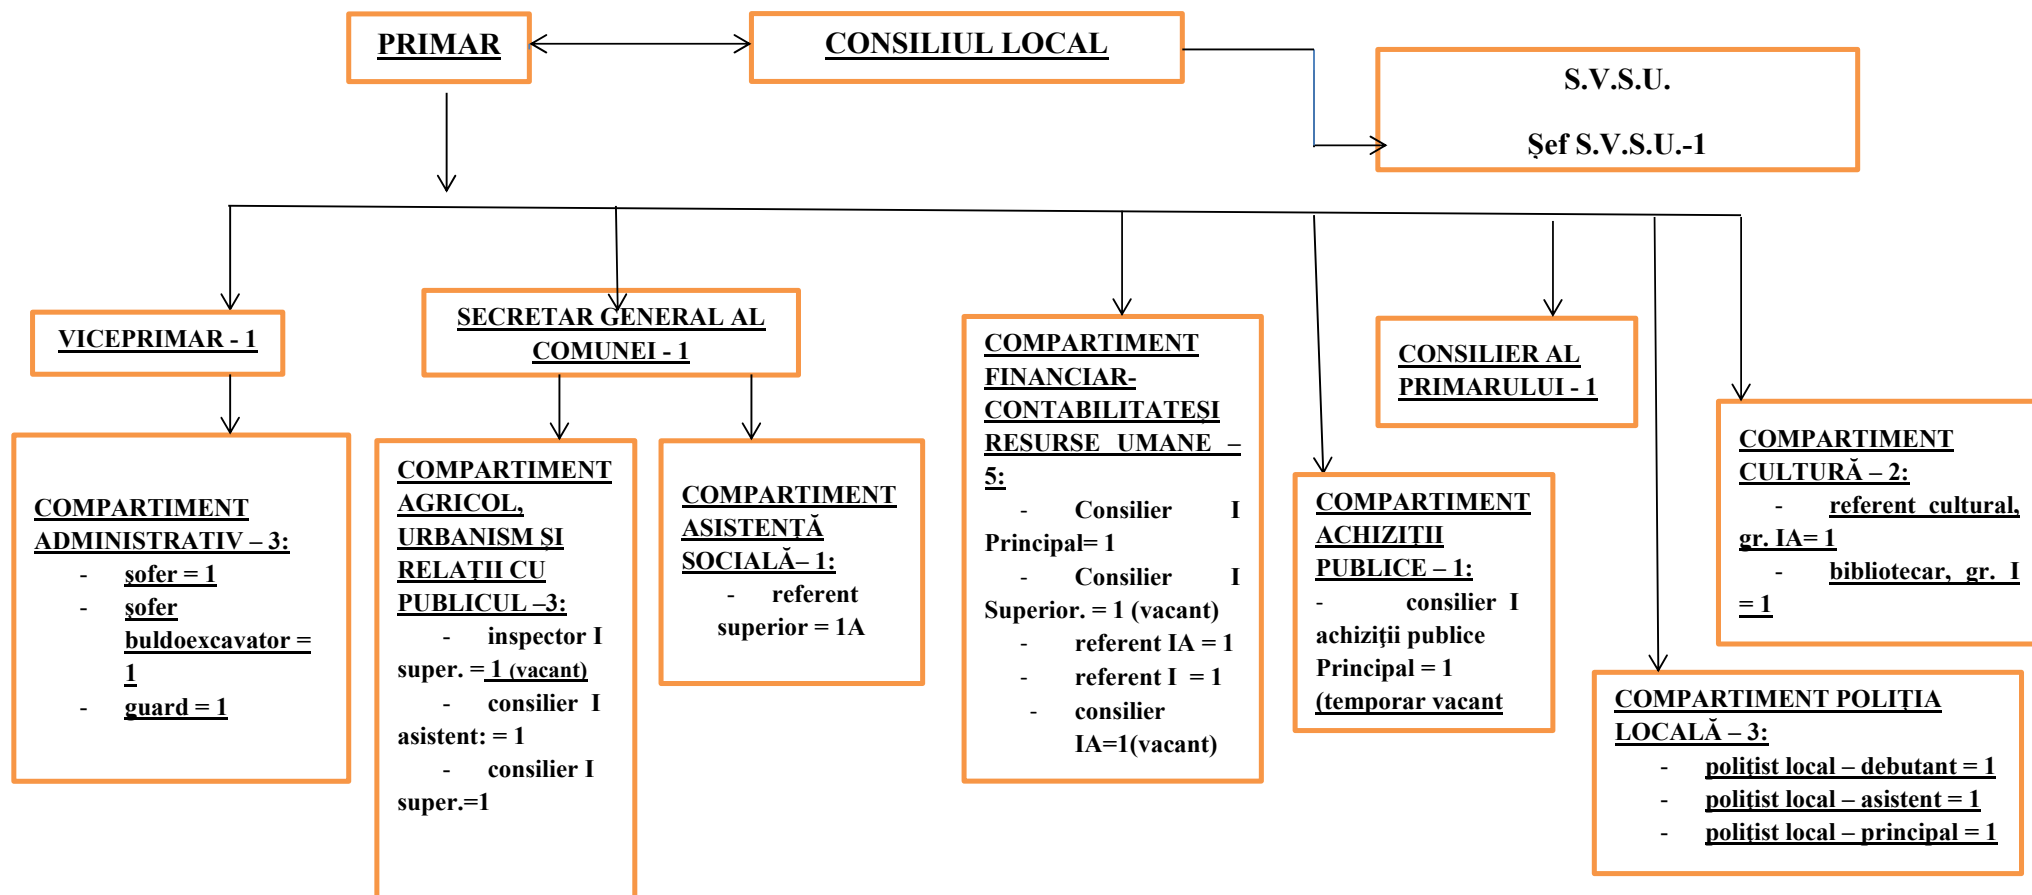 PRIMAR
CONSILIUL LOCAL
S.V.S.U.
Şef S.V.S.U.-1
VICEPRIMAR - 1
SECRETAR GENERAL AL
COMUNEI - 1
COMPARTIMENT
ADMINISTRATIV – 3:
- şofer = 1
- şofer
buldoexcavator =
1
- guard = 1
COMPARTIMENT
AGRICOL,
URBANISM ŞI
RELAŢII CU
PUBLICUL –3:
- inspector I
super. = 1 (vacant)
- consilier I
asistent: = 1
- consilier I
super.=1
COMPARTIMENT
ASISTENŢĂ
SOCIALĂ– 1:
- referent
superior = 1A
COMPARTIMENT
FINANCIAR-
CONTABILITATEŞI
RESURSE UMANE –
5:
- Consilier I
Principal= 1
- Consilier I
Superior. = 1 (vacant)
- referent IA = 1
- referent I = 1
- consilier
IA=1(vacant)
COMPARTIMENT
ACHIZIŢII
PUBLICE – 1:
- consilier I
achiziţii publice
Principal = 1
(temporar vacant
CONSILIER AL
PRIMARULUI - 1
COMPARTIMENT
CULTURĂ – 2:
- referent cultural,
gr. IA= 1
- bibliotecar, gr. I
= 1
COMPARTIMENT POLIŢIA
LOCALĂ – 3:
- poliţist local – debutant = 1
- poliţist local – asistent = 1
- poliţist local – principal = 1